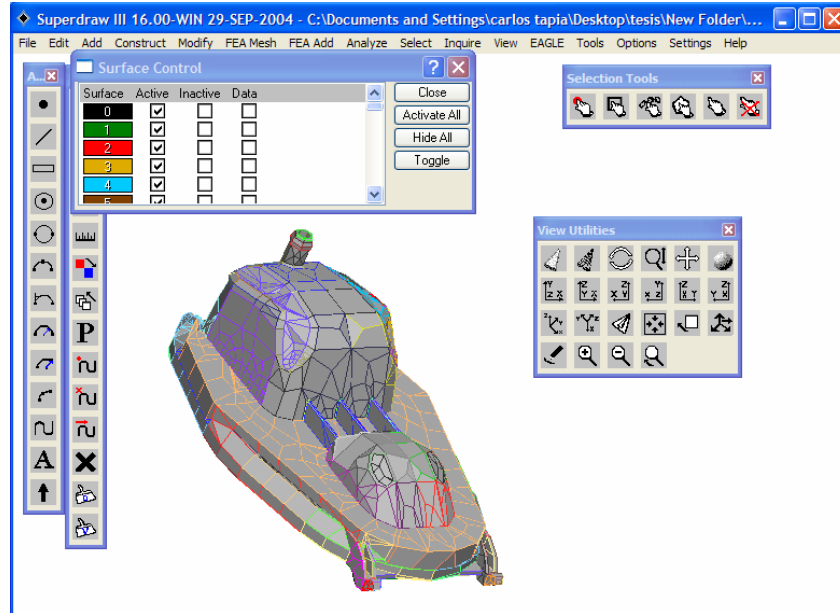 Superdraw III 16.00-WIN 29-SEP-2004 - C:\Documents and Settings\carlos tapia\Desktop\tesis\New Folder\...
File Edit Add Construct Modify FEA Mesh FEA Add Analyze Select Inquire View EAGLE Tools Options Settings Help
A...
Surface Control
Surface Active Inactive Data
0
1
2
3
4
5
Close
Activate All
Hide All
Toggle
Selection Tools
View Utilities
P
A